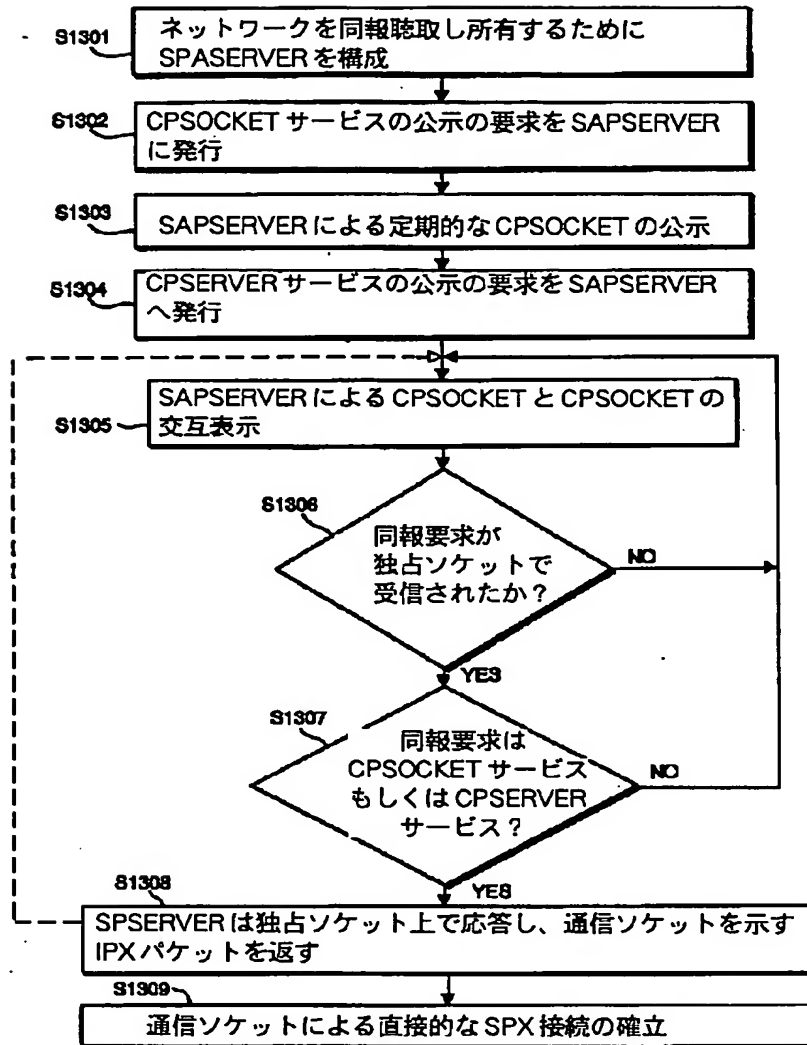 S1301
ネットワークを同報聴取し所有するために
SPASERVERを構成
S1302
CPSOCKET サービスの公示の要求を SAPSERVER
に発行
S1303
SAPSERVER による定期的な CPSOCKET の公示
S1304
CPSERVER サービスの公示の要求を SAPSERVER
へ発行
S1305
SAPSERVER による CPSOCKET と CPSOCKET の
交互表示
S1306
同報要求が
独占ソケットで
受信されたか?
NO
YES
S1307
同報要求は
CPSOCKET サービス
もしくは CPSERVER
サービス?
NO
YES
S1308
SPSERVER は独占ソケット上で応答し、通信ソケットを示す
IPX パケットを返す
S1309
通信ソケットによる直接的な SPX 接続の確立